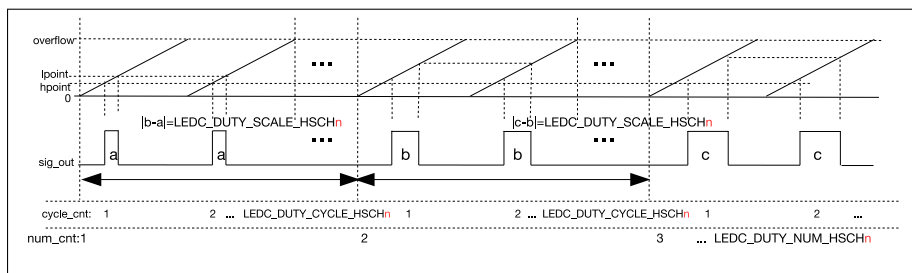 overflow
lpoint
hpoint
0
|b-a|=LEDC_DUTY_SCALE_HSCHn
|c-b|=LEDC_DUTY_SCALE_HSCHn
sig_out
a a ... b b ... c c
cycle_cnt: 1 2 ... LEDC_DUTY_CYCLE_HSCHn 1 2 ... LEDC_DUTY_CYCLE_HSCHn 1 2 ...
num_cnt:1 2 3 ... LEDC_DUTY_NUM_HSCHn